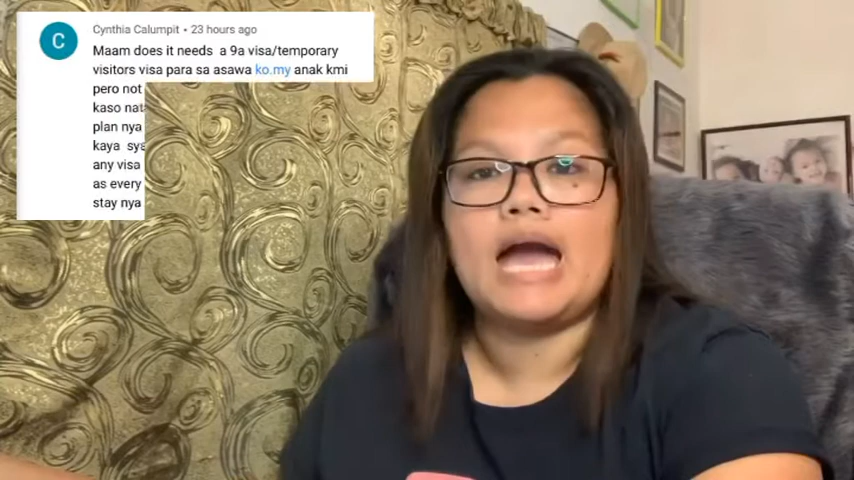 C
Cynthia Calumpit • 23 hours ago
Maam does it needs a 9a visa/temporary
visitors visa para sa asawa ko.my anak kmi
pero not
kaso nat
plan nya
kaya sya
any visa
as every
stay nya